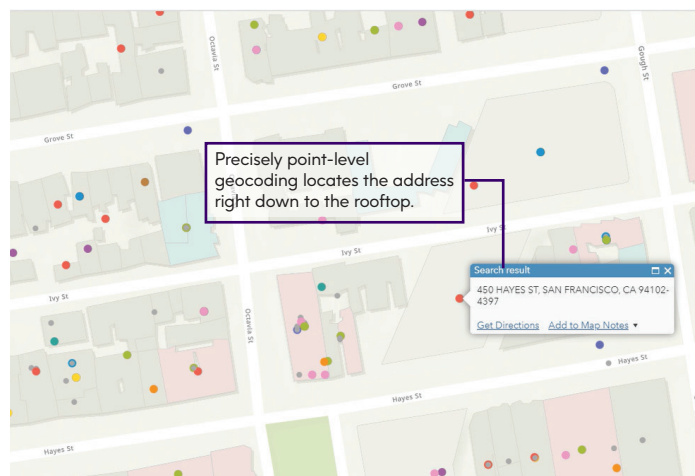 Octavia St
Gough St
Grove St
Grove St
Precisely point-level
geocoding locates the address
right down to the rooftop.
Ivy St
Ivy St
Ivy St
Search result
450 HAYES ST, SAN FRANCISCO, CA 94102-
4397
Get Directions Add to Map Notes
Octavia St
Hayes St
Hayes St
Hayes St